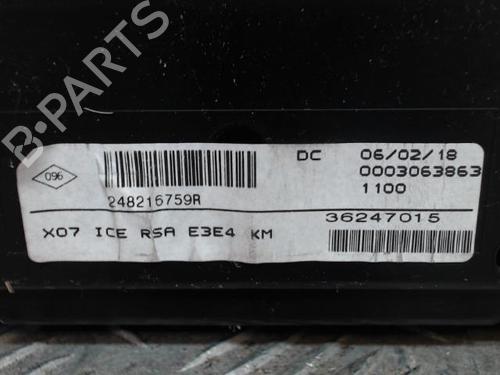 B-PARTS
DC 06/02/18
096 0003063863
1100
248216759R
36247015
X07 ICE RSA E3E4 KM